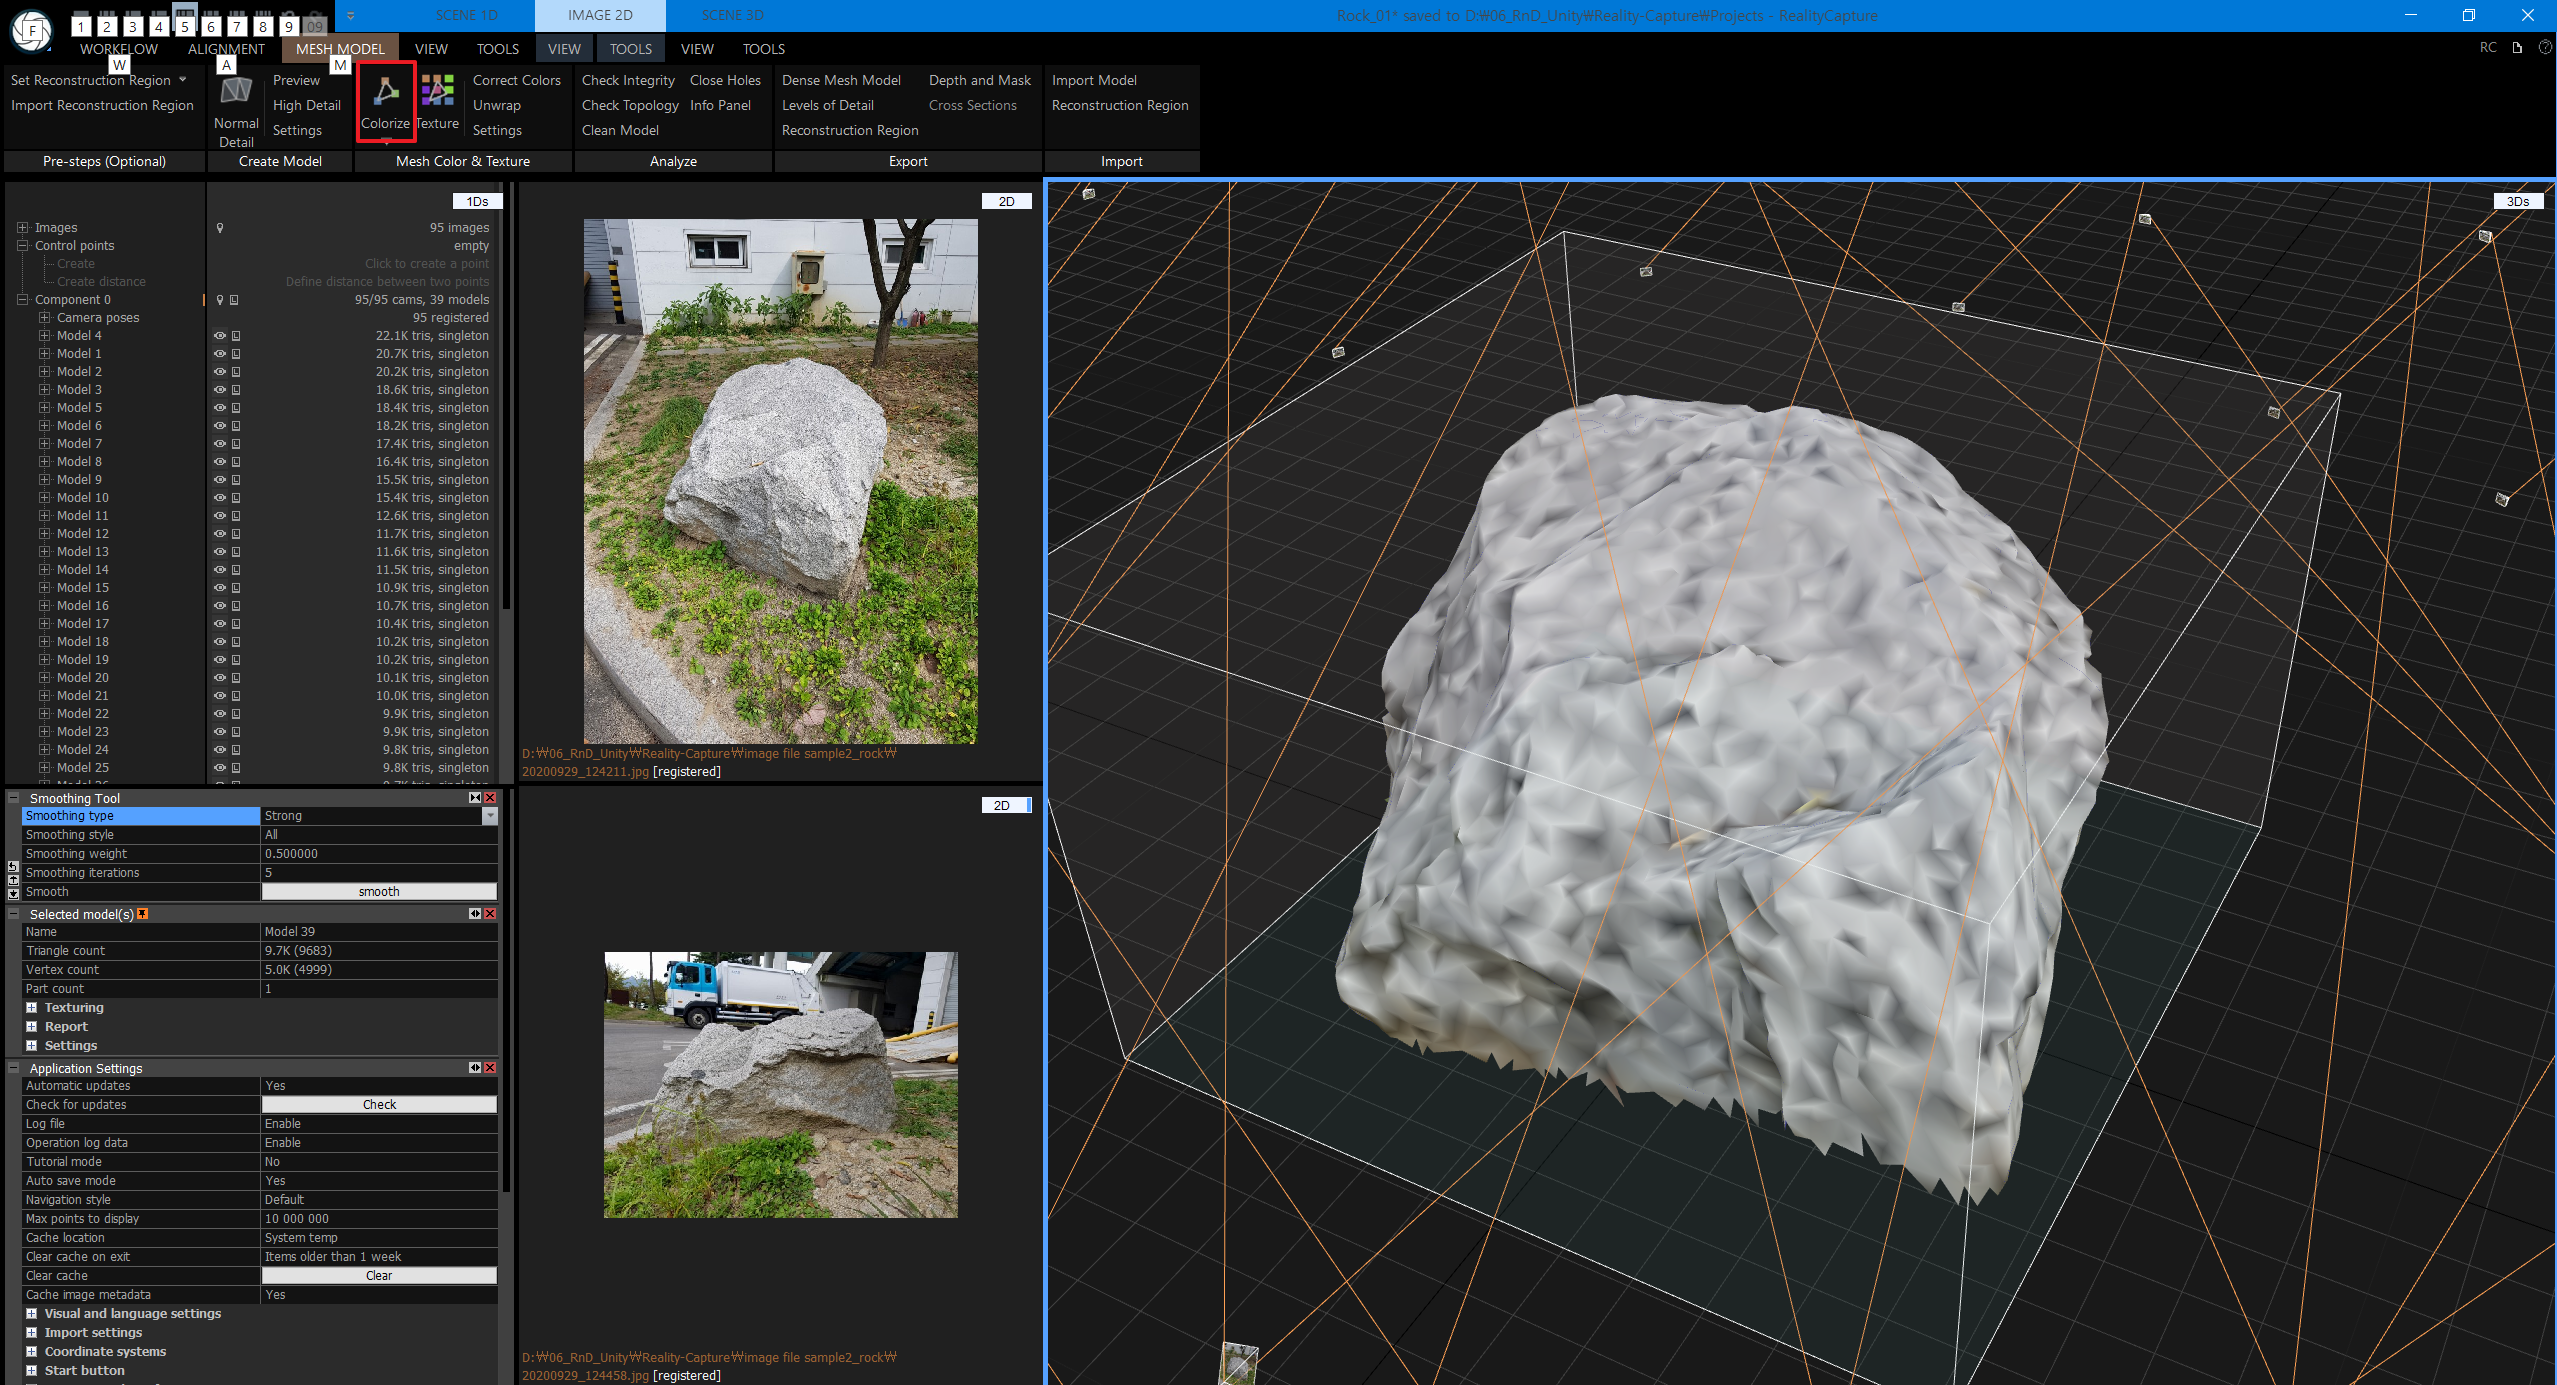 SCENE 1D IMAGE 2D SCENE 3D Rock_01* saved to D:₩06_RnD_Unity₩Reality-Capture₩Projects - RealityCapture
F 1 2 3 4 5 6 7 8 9 09
WORKFLOW ALIGNMENT MESH MODEL VIEW TOOLS VIEW TOOLS VIEW TOOLS RC
W A M
Set Reconstruction Region Preview Correct Colors Check Integrity Close Holes Dense Mesh Model Depth and Mask Import Model
Import Reconstruction Region High Detail Unwrap Check Topology Info Panel Levels of Detail Cross Sections Reconstruction Region
Normal Detail Settings Colorize Texture Settings Clean Model Reconstruction Region
Pre-steps (Optional) Create Model Mesh Color & Texture Analyze Export Import
1Ds 2D 3Ds
Images 95 images
Control points empty
Create Click to create a point
Create distance Define distance between two points
Component 0 95/95 cams, 39 models
Camera poses 95 registered
Model 4 22.1K tris, singleton
Model 1 20.7K tris, singleton
Model 2 20.2K tris, singleton
Model 3 18.6K tris, singleton
Model 5 18.4K tris, singleton
Model 6 18.2K tris, singleton
Model 7 17.4K tris, singleton
Model 8 16.4K tris, singleton
Model 9 15.5K tris, singleton
Model 10 15.4K tris, singleton
Model 11 12.6K tris, singleton
Model 12 11.7K tris, singleton
Model 13 11.6K tris, singleton
Model 14 11.5K tris, singleton
Model 15 10.9K tris, singleton
Model 16 10.7K tris, singleton
Model 17 10.4K tris, singleton
Model 18 10.2K tris, singleton
Model 19 10.2K tris, singleton
Model 20 10.1K tris, singleton
Model 21 10.0K tris, singleton
Model 22 9.9K tris, singleton
Model 23 9.9K tris, singleton
Model 24 9.8K tris, singleton
Model 25 9.8K tris, singleton
D:₩06_RnD_Unity₩Reality-Capture₩image file sample2_rock₩
20200929_124211.jpg [registered]
Smoothing Tool
Smoothing type Strong
Smoothing style All
Smoothing weight 0.500000
Smoothing iterations 5
Smooth smooth
Selected model(s)
Name Model 39
Triangle count 9.7K (9683)
Vertex count 5.0K (4999)
Part count 1
Texturing
Report
Settings
Application Settings
Automatic updates Yes
Check for updates Check
Log file Enable
Operation log data Enable
Tutorial mode No
Auto save mode Yes
Navigation style Default
Max points to display 10 000 000
Cache location System temp
Clear cache on exit Items older than 1 week
Clear cache Clear
Cache image metadata Yes
Visual and language settings
Import settings
Coordinate systems
Start button
2D
D:₩06_RnD_Unity₩Reality-Capture₩image file sample2_rock₩
20200929_124458.jpg [registered]